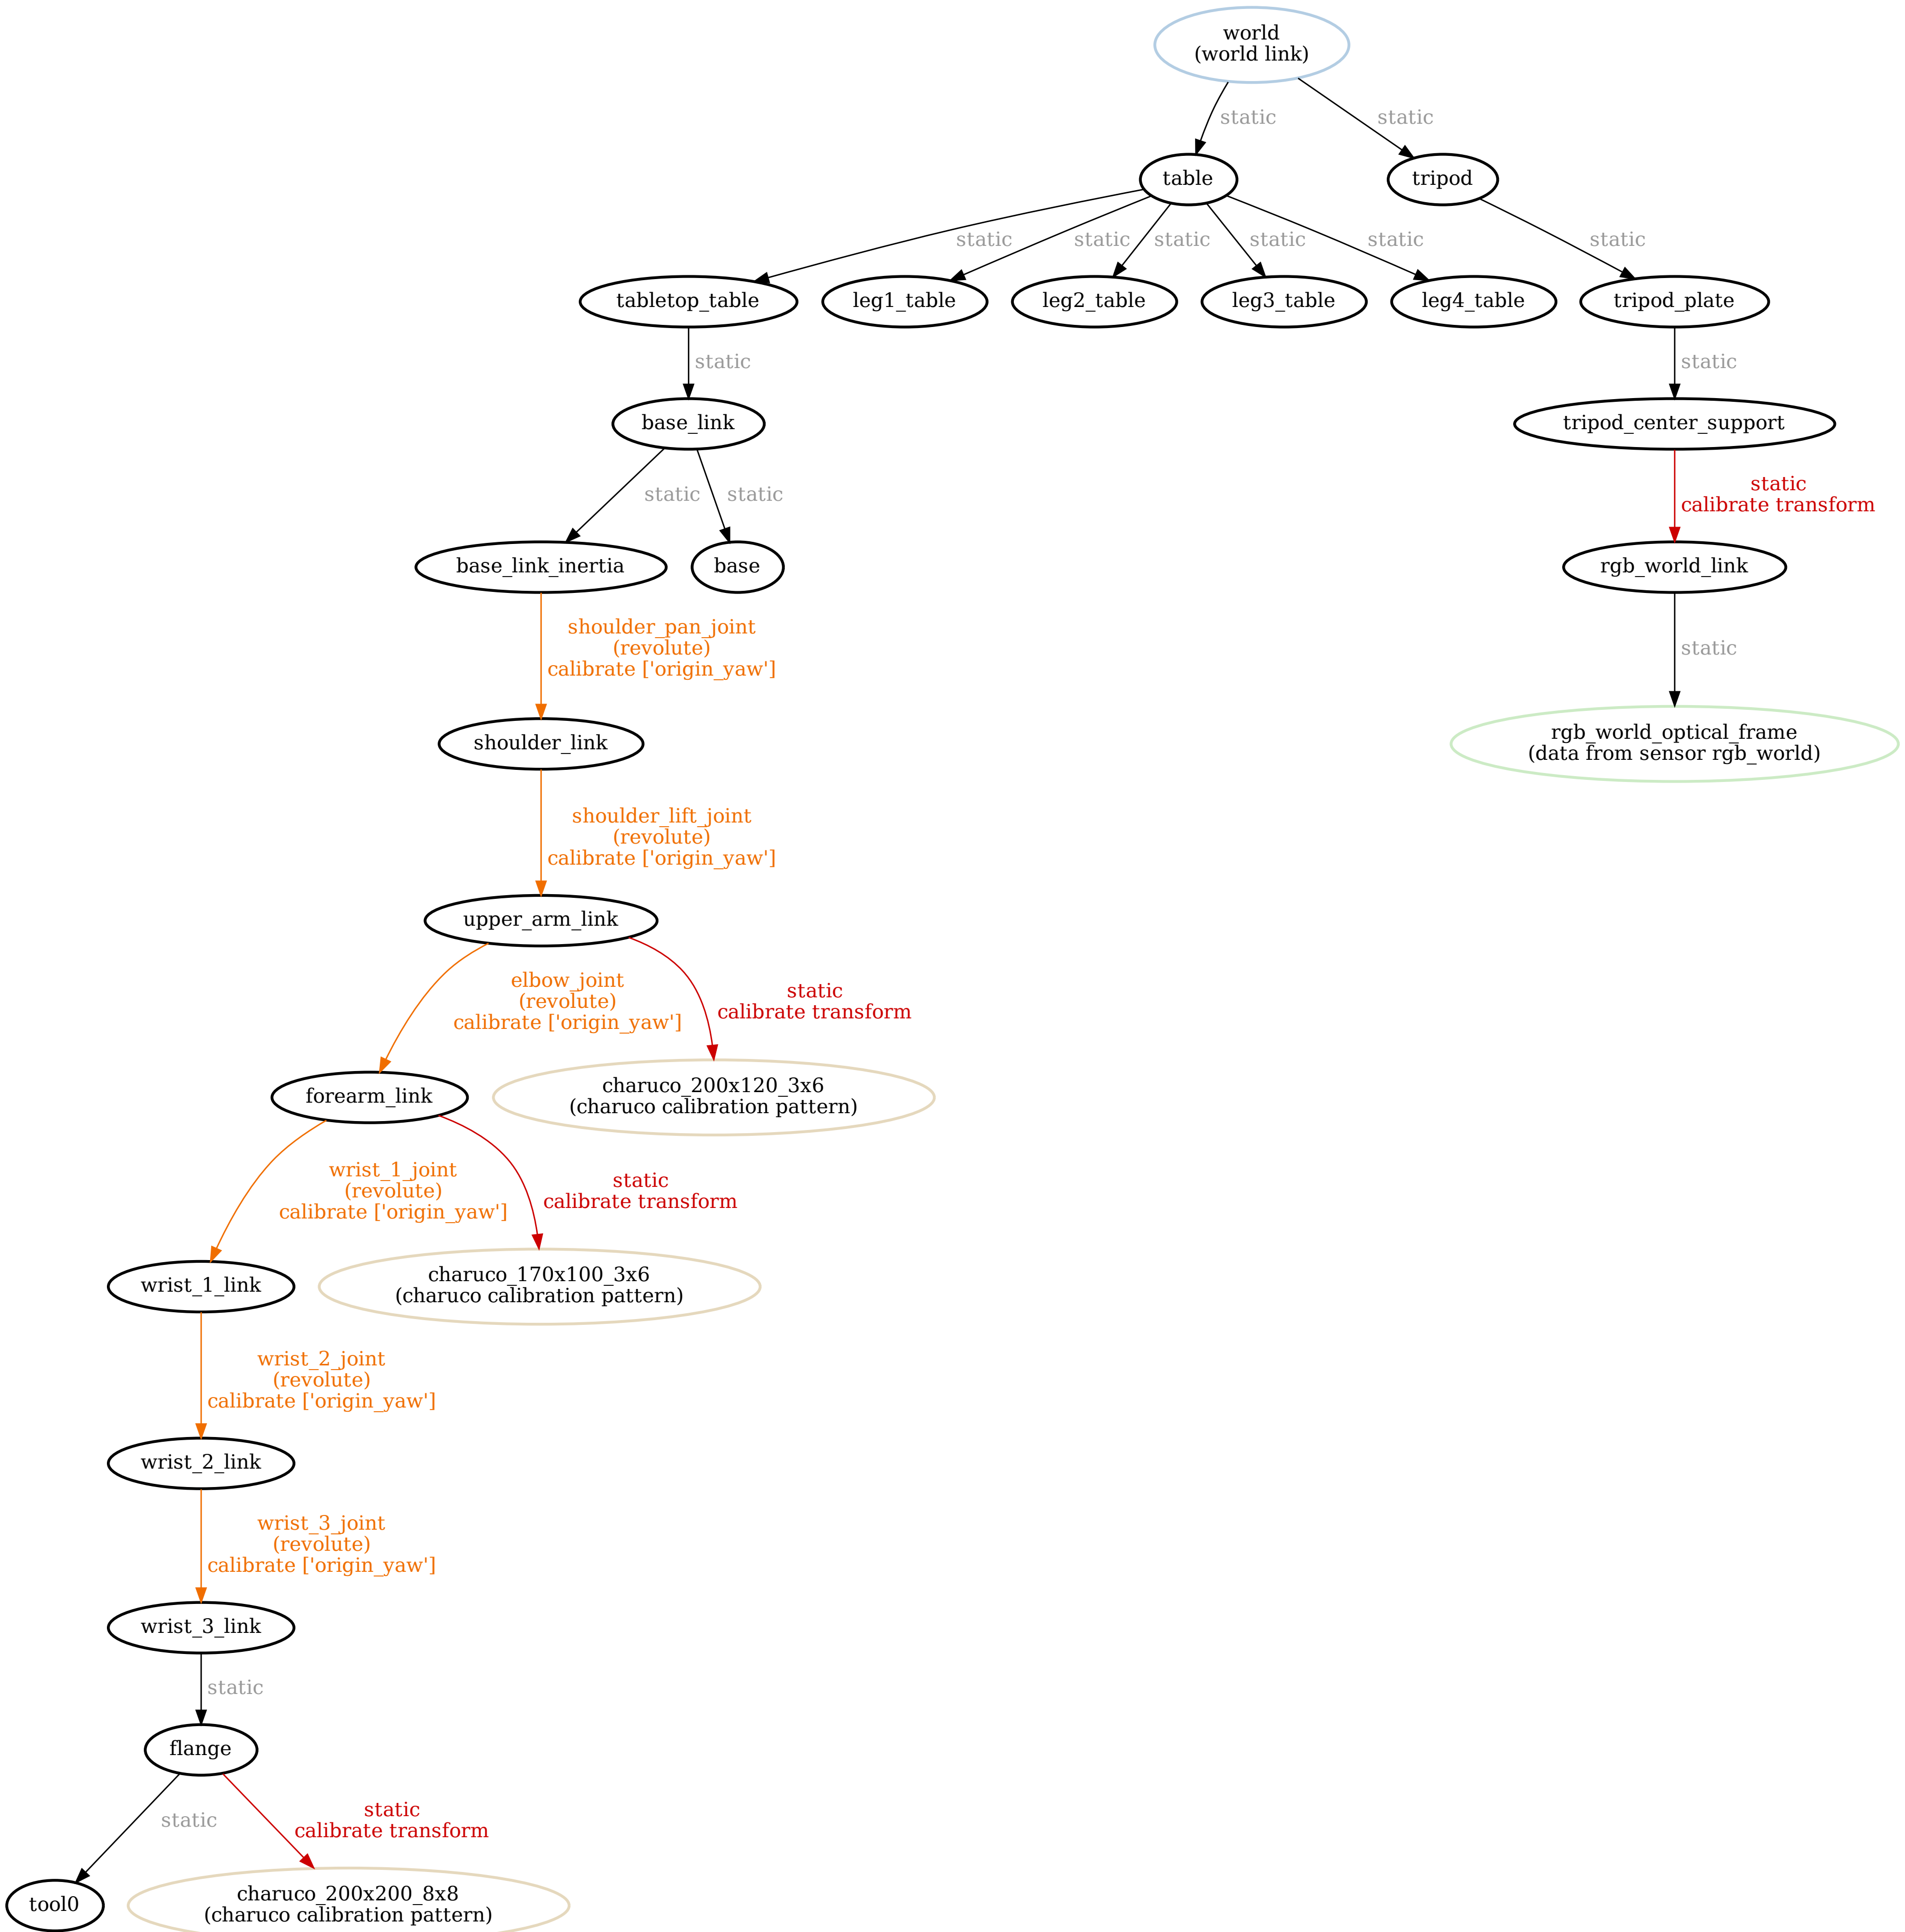 world
(world link)
static
static
table
tripod
static
static
static
static
static
static
tabletop_table
leg1_table
leg2_table
leg3_table
leg4_table
tripod_plate
static
static
base_link
tripod_center_support
static
static
static
calibrate transform
base_link_inertia
base
rgb_world_link
shoulder_pan_joint
(revolute)
calibrate ['origin_yaw']
static
shoulder_link
rgb_world_optical_frame
(data from sensor rgb_world)
shoulder_lift_joint
(revolute)
calibrate ['origin_yaw']
upper_arm_link
elbow_joint
(revolute)
calibrate ['origin_yaw']
static
calibrate transform
forearm_link
charuco_200x120_3x6
(charuco calibration pattern)
wrist_1_joint
(revolute)
calibrate ['origin_yaw']
static
calibrate transform
wrist_1_link
charuco_170x100_3x6
(charuco calibration pattern)
wrist_2_joint
(revolute)
calibrate ['origin_yaw']
wrist_2_link
wrist_3_joint
(revolute)
calibrate ['origin_yaw']
wrist_3_link
static
flange
static
static
calibrate transform
tool0
charuco_200x200_8x8
(charuco calibration pattern)